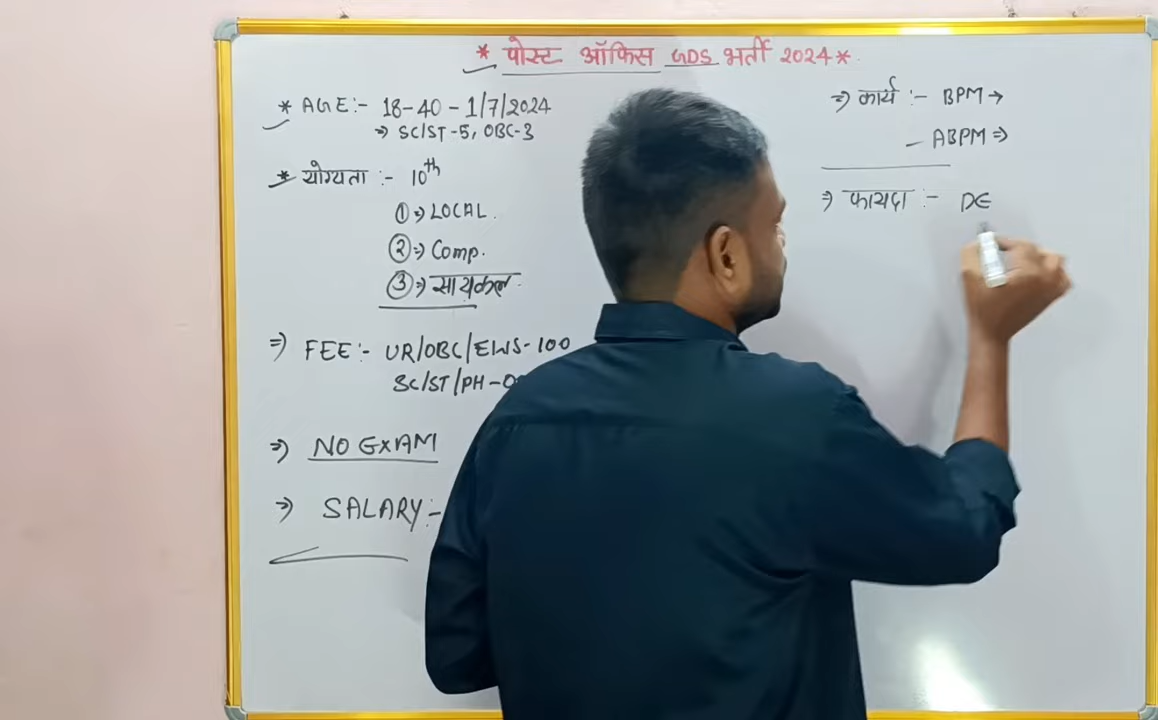 * पोस्ट ऑफिस GDS भर्ती 2024 *
* AGE:- 18-40 - 1/7/2024
⇒ SC/ST-5, OBC-3
* योग्यता :- 10th
① ⇒ LOCAL.
② ⇒ Comp.
③ ⇒ सायकल.
⇒ FEE:- UR/OBC/EWS-100
SC/ST/PH-0
⇒ NO EXAM
⇒ SALARY:-
⇒ कार्य :- BPM →
- ABPM ⇒
⇒ फायदा :- DE